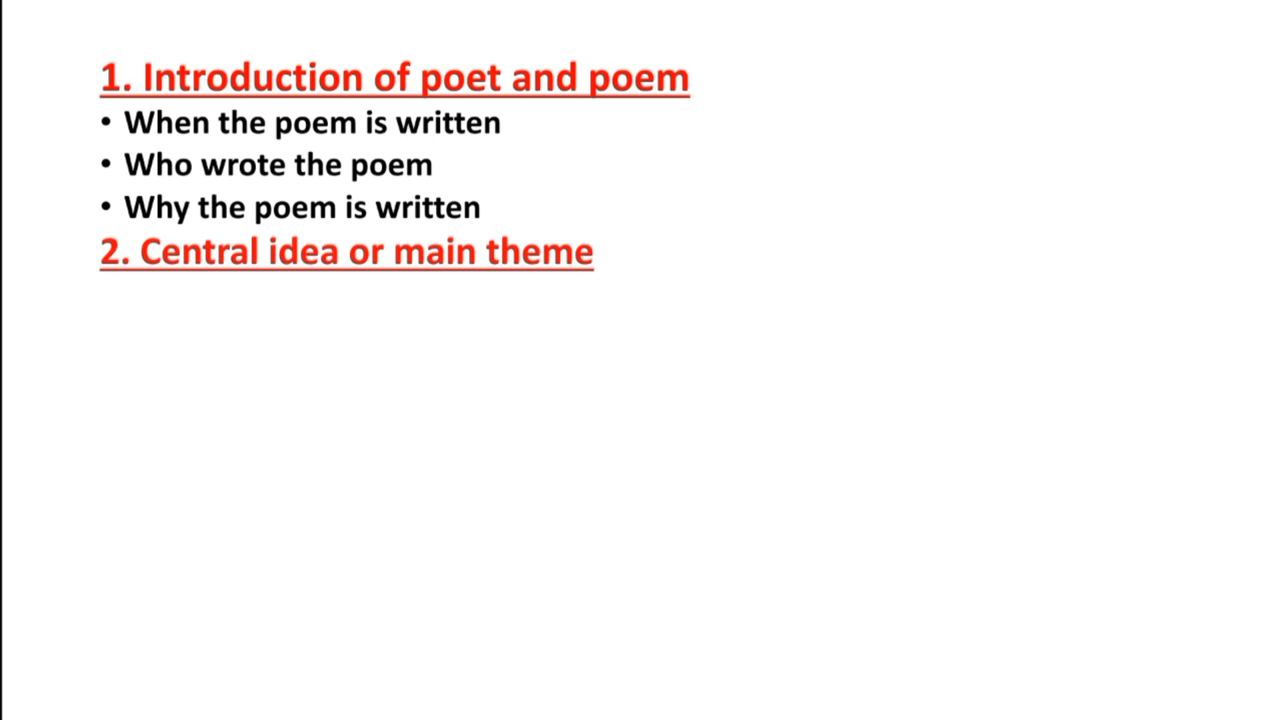 1. Introduction of poet and poem
• When the poem is written
• Who wrote the poem
• Why the poem is written
2. Central idea or main theme